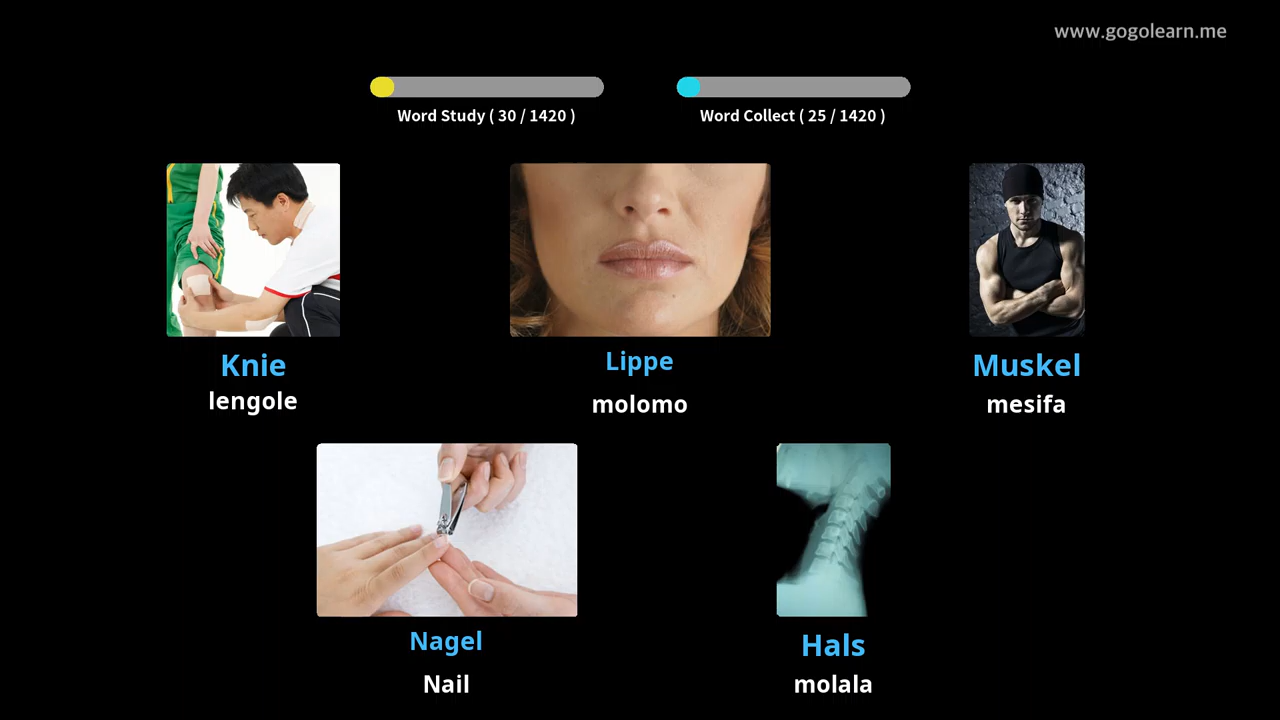 www.gogolearn.me
Word Study ( 30 / 1420 )
Word Collect ( 25 / 1420 )
Knie
lengole
Lippe
molomo
Muskel
mesifa
Nagel
Nail
Hals
molala